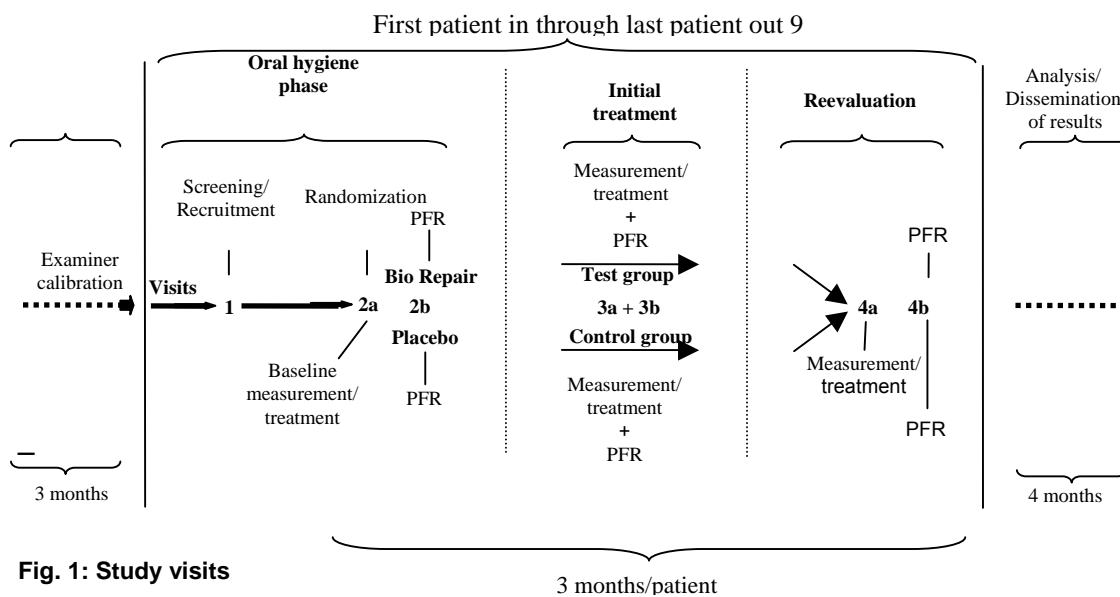 First patient in through last patient out 9
Oral hygiene
phase
Initial
treatment
Reevaluation
Analysis/
Dissemination
of results
Screening/
Recruitment
Randomization
PFR
Measurement/
treatment
+
PFR
PFR
Examiner
calibration
Visits
1
2a
Bio Repair
2b
Placebo
Test group
3a + 3b
Control group
4a
4b
Baseline
measurement/
treatment
PFR
Measurement/
treatment
+
PFR
Measurement/
treatment
PFR
3 months
4 months
3 months/patient
Fig. 1: Study visits